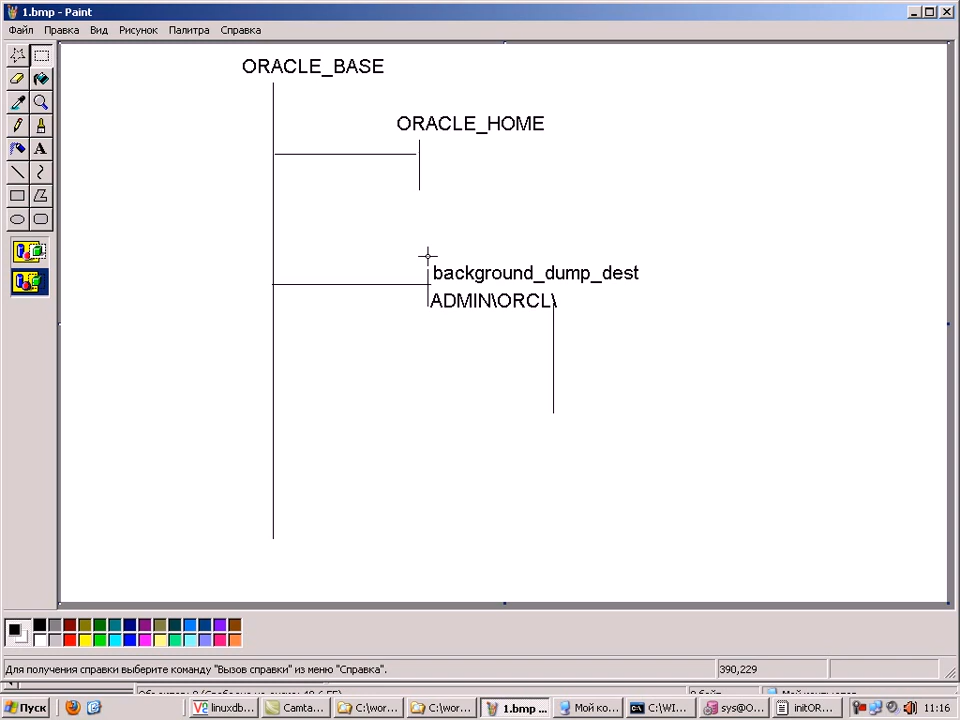 1.bmp - Paint
Файл Правка Вид Рисунок Палитра Справка
ORACLE_BASE
ORACLE_HOME
background_dump_dest
ADMIN\ORCL\
A
Для получения справки выберите команду "Вызов справки" из меню "Справка".
390,229
Пуск linuxdb... Camta... C:\wor... C:\wor... 1.bmp ... Мой ко... C:\WI... sys@O... initOR... 11:16